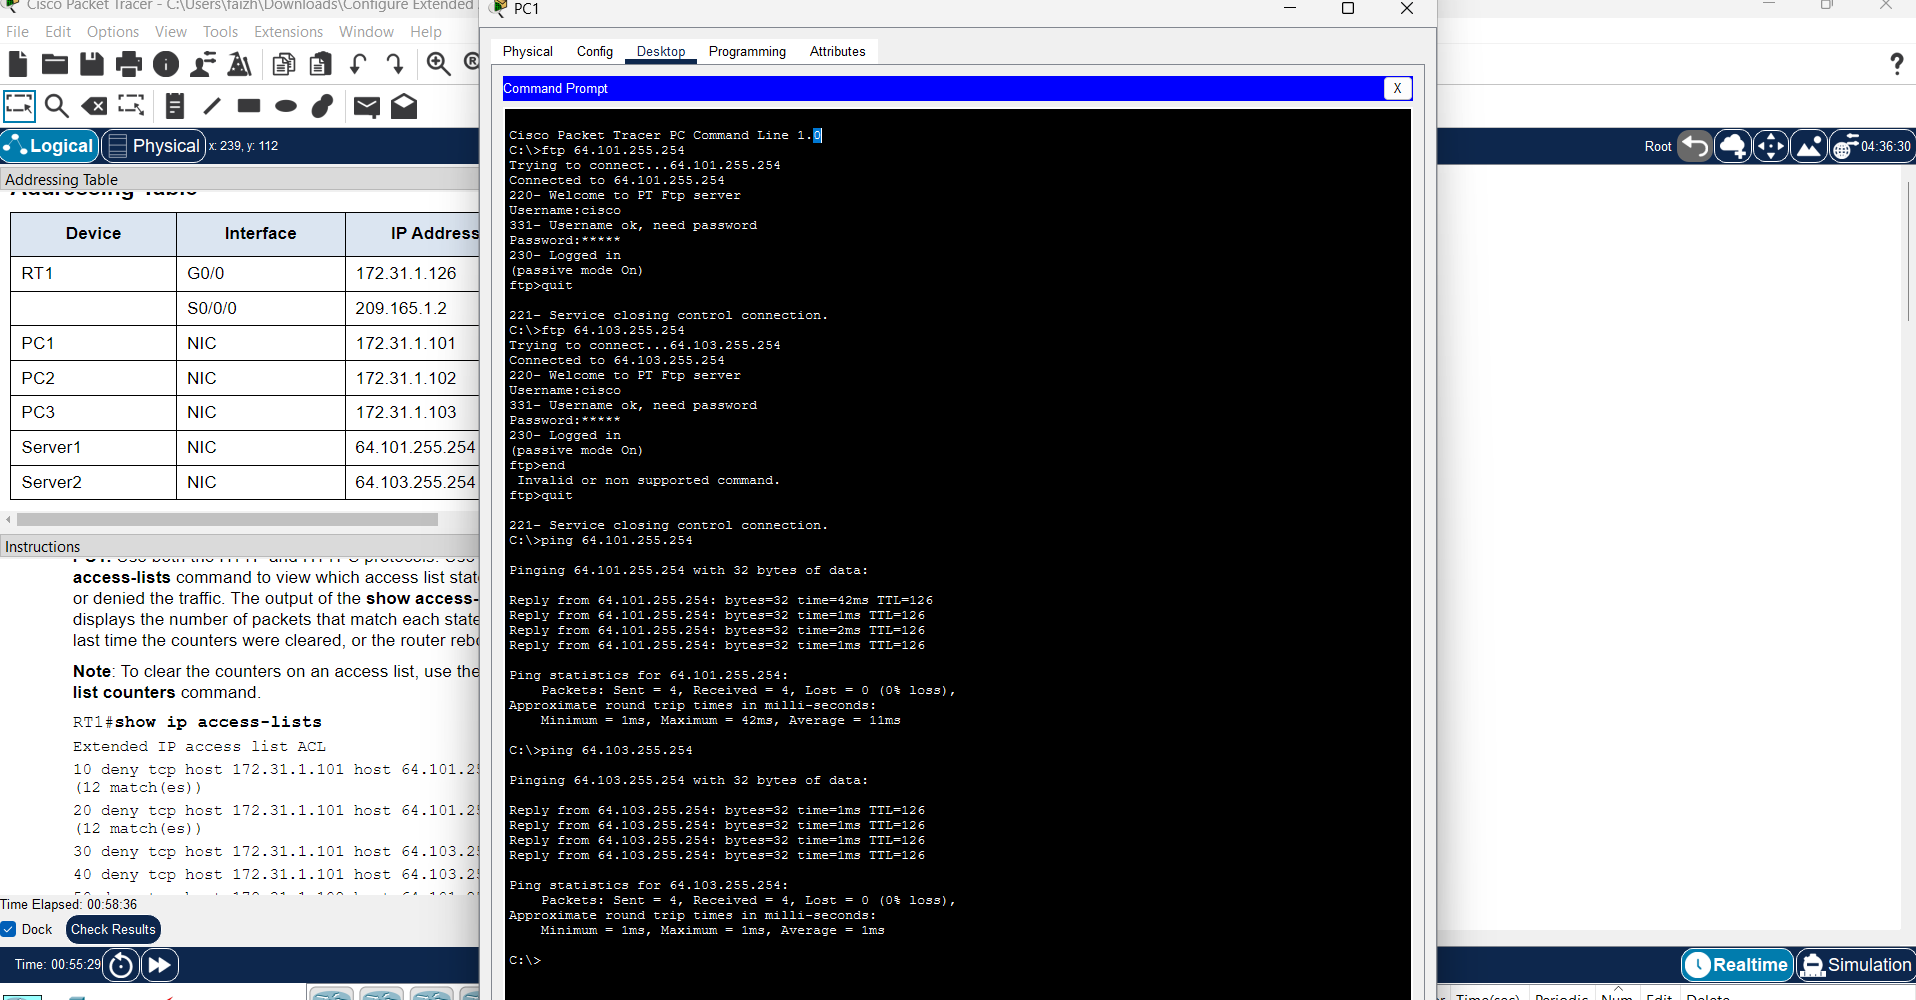 Cisco Packet Tracer - C:\Users\faizh\Downloads\Configure Extended
PC1
File Edit Options View Tools Extensions Window Help
Physical Config Desktop Programming Attributes
Command Prompt
X
Logical Physical x: 239, y: 112
Root 04:36:30
Addressing Table
Addressing Table
Device Interface IP Address
RT1 G0/0 172.31.1.126
S0/0/0 209.165.1.2
PC1 NIC 172.31.1.101
PC2 NIC 172.31.1.102
PC3 NIC 172.31.1.103
Server1 NIC 64.101.255.254
Server2 NIC 64.103.255.254
Instructions
access-lists command to view which access list
or denied the traffic. The output of the show access-
displays the number of packets that match each
last time the counters were cleared, or the router
Note: To clear the counters on an access list, use the
list counters command.
RT1#show ip access-lists
Extended IP access list ACL
10 deny tcp host 172.31.1.101 host 64.101.2
(12 match(es))
20 deny tcp host 172.31.1.101 host 64.101.2
(12 match(es))
30 deny tcp host 172.31.1.101 host 64.103.2
40 deny tcp host 172.31.1.101 host 64.103.2
Time Elapsed: 00:58:36
Dock Check Results
Time: 00:55:29
Cisco Packet Tracer PC Command Line 1.0
C:\>ftp 64.101.255.254
Trying to connect...64.101.255.254
Connected to 64.101.255.254
220- Welcome to PT Ftp server
Username:cisco
331- Username ok, need password
Password:*****
230- Logged in
(passive mode On)
ftp>quit
221- Service closing control connection.
C:\>ftp 64.103.255.254
Trying to connect...64.103.255.254
Connected to 64.103.255.254
220- Welcome to PT Ftp server
Username:cisco
331- Username ok, need password
Password:*****
230- Logged in
(passive mode On)
ftp>end
Invalid or non supported command.
ftp>quit
221- Service closing control connection.
C:\>ping 64.101.255.254
Pinging 64.101.255.254 with 32 bytes of data:
Reply from 64.101.255.254: bytes=32 time=42ms TTL=126
Reply from 64.101.255.254: bytes=32 time=1ms TTL=126
Reply from 64.101.255.254: bytes=32 time=2ms TTL=126
Reply from 64.101.255.254: bytes=32 time=1ms TTL=126
Ping statistics for 64.101.255.254:
Packets: Sent = 4, Received = 4, Lost = 0 (0% loss),
Approximate round trip times in milli-seconds:
Minimum = 1ms, Maximum = 42ms, Average = 11ms
C:\>ping 64.103.255.254
Pinging 64.103.255.254 with 32 bytes of data:
Reply from 64.103.255.254: bytes=32 time=1ms TTL=126
Reply from 64.103.255.254: bytes=32 time=1ms TTL=126
Reply from 64.103.255.254: bytes=32 time=1ms TTL=126
Reply from 64.103.255.254: bytes=32 time=1ms TTL=126
Ping statistics for 64.103.255.254:
Packets: Sent = 4, Received = 4, Lost = 0 (0% loss),
Approximate round trip times in milli-seconds:
Minimum = 1ms, Maximum = 1ms, Average = 1ms
C:\>
Realtime Simulation
Time(sec) Periodic Num Edit Delete